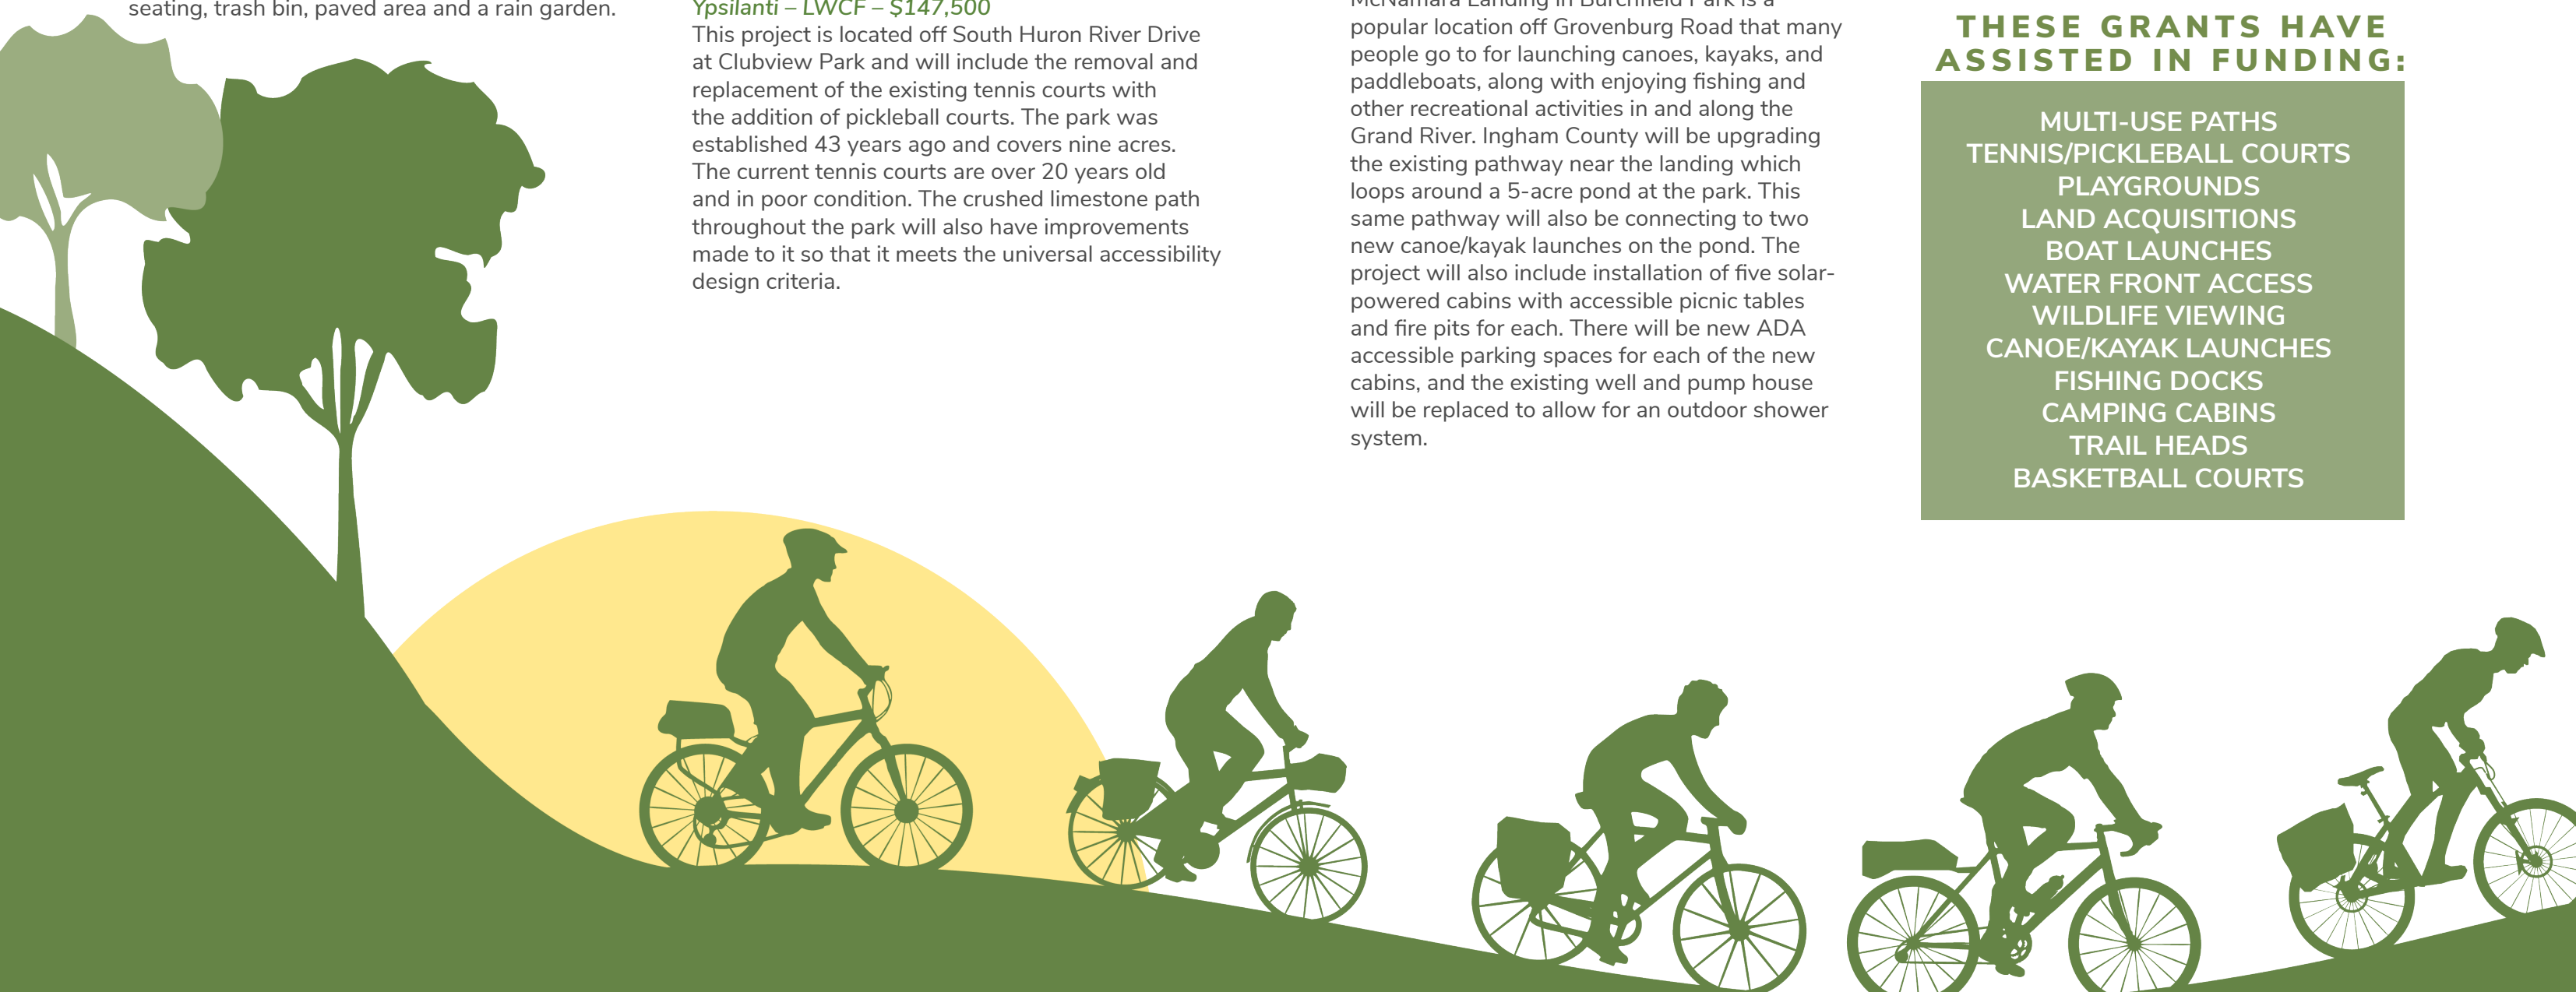 seating, trash bin, paved area and a rain garden.
Ypsilanti – LWCF – $147,500
This project is located off South Huron River Drive
at Clubview Park and will include the removal and
replacement of the existing tennis courts with
the addition of pickleball courts. The park was
established 43 years ago and covers nine acres.
The current tennis courts are over 20 years old
and in poor condition. The crushed limestone path
throughout the park will also have improvements
made to it so that it meets the universal accessibility
design criteria.
McNamara Landing in Burchfield Park is a
popular location off Grovenburg Road that many
people go to for launching canoes, kayaks, and
paddleboats, along with enjoying fishing and
other recreational activities in and along the
Grand River. Ingham County will be upgrading
the existing pathway near the landing which
loops around a 5-acre pond at the park. This
same pathway will also be connecting to two
new canoe/kayak launches on the pond. The
project will also include installation of five solar-
powered cabins with accessible picnic tables
and fire pits for each. There will be new ADA
accessible parking spaces for each of the new
cabins, and the existing well and pump house
will be replaced to allow for an outdoor shower
system.
THESE GRANTS HAVE
ASSISTED IN FUNDING:
MULTI-USE PATHS
TENNIS/PICKLEBALL COURTS
PLAYGROUNDS
LAND ACQUISITIONS
BOAT LAUNCHES
WATER FRONT ACCESS
WILDLIFE VIEWING
CANOE/KAYAK LAUNCHES
FISHING DOCKS
CAMPING CABINS
TRAIL HEADS
BASKETBALL COURTS